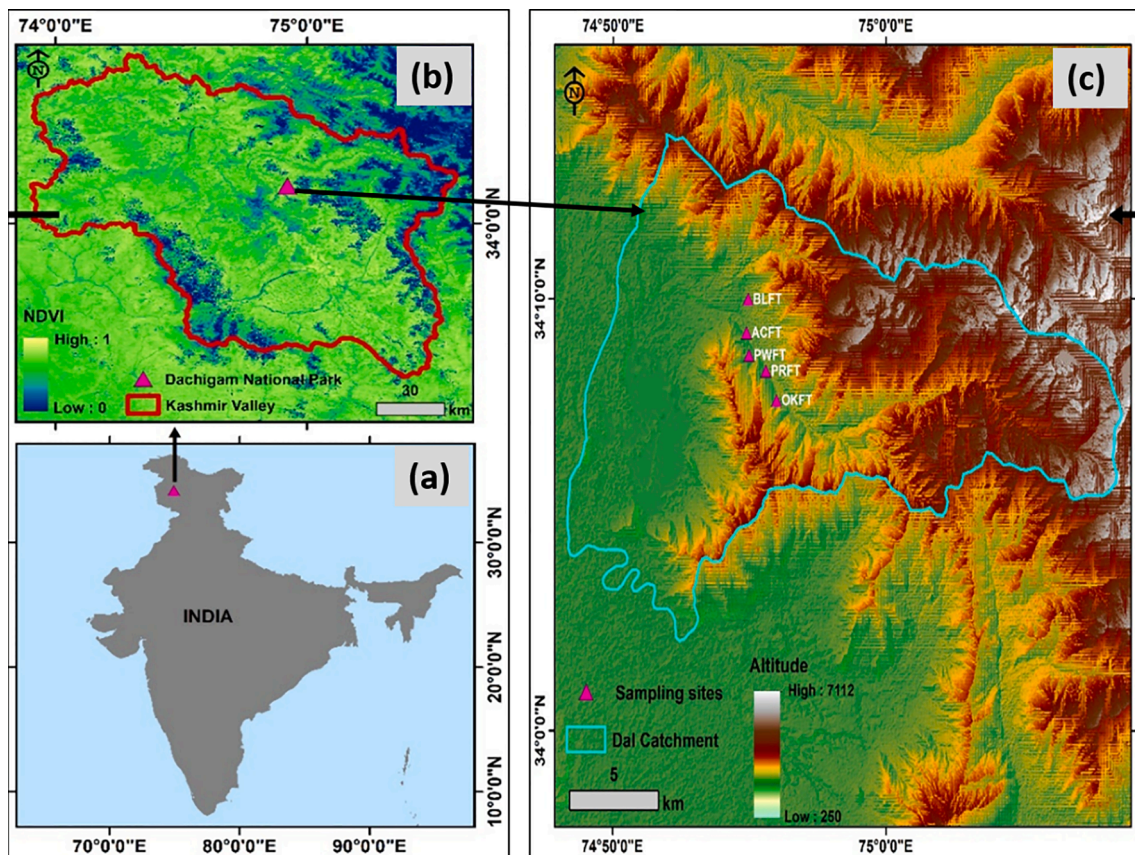 74°0'0"E
75°0'0"E
(b)
N
34°0'0"N
NDVI
High : 1
Low : 0
Dachigam National Park
Kashmir Valley
30
km
(a)
INDIA
30°0'0"N
20°0'0"N
10°0'0"N
70°0'0"E
80°0'0"E
90°0'0"E
74°50'0"E
75°0'0"E
(c)
N
34°10'0"N
BLFT
ACFT
PWFT
PRFT
OKFT
34°0'0"N
Altitude
High : 7112
Low : 250
Sampling sites
Dal Catchment
5
km
74°50'0"E
75°0'0"E